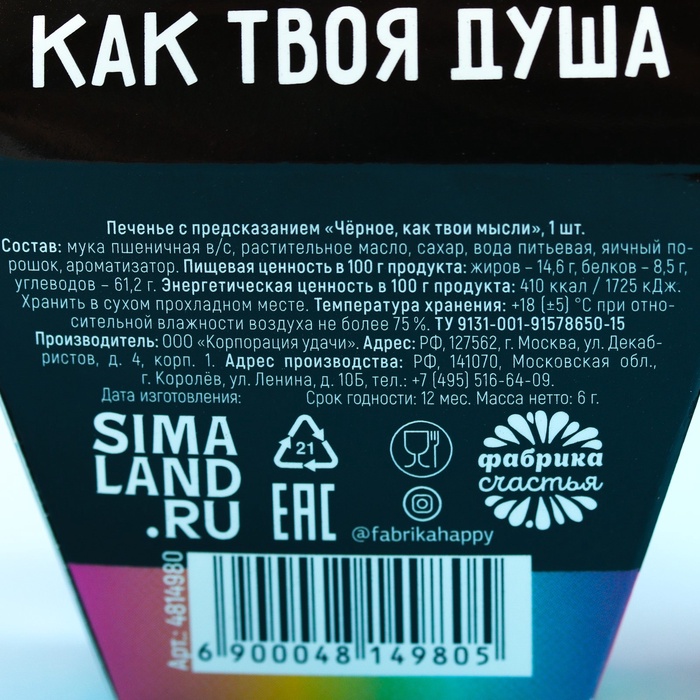 КАК ТВОЯ ДУША
Печенье с предсказанием «Чёрное, как твои мысли», 1 шт.
Состав: мука пшеничная в/с, растительное масло, сахар, вода питьевая, яичный по-
рошок, ароматизатор. Пищевая ценность в 100 г продукта: жиров – 14,6 г, белков – 8,5 г,
углеводов – 61,2 г. Энергетическая ценность в 100 г продукта: 410 ккал / 1725 кДж.
Хранить в сухом прохладном месте. Температура хранения: +18 (±5) °С при отно-
сительной влажности воздуха не более 75 %. ТУ 9131-001-91578650-15
Производитель: ООО «Корпорация удачи». Адрес: РФ, 127562, г. Москва, ул. Декаб-
ристов, д. 4, корп. 1. Адрес производства: РФ, 141070, Московская обл.,
г. Королёв, ул. Ленина, д. 10Б, тел.: +7 (495) 516-64-09.
Дата изготовления: Срок годности: 12 мес. Масса нетто: 6 г.
SIMA
LAND
.RU
21
EAC
@fabrikahappy
фабрика
счастья
Арт.: 4814980
6 900048 149805